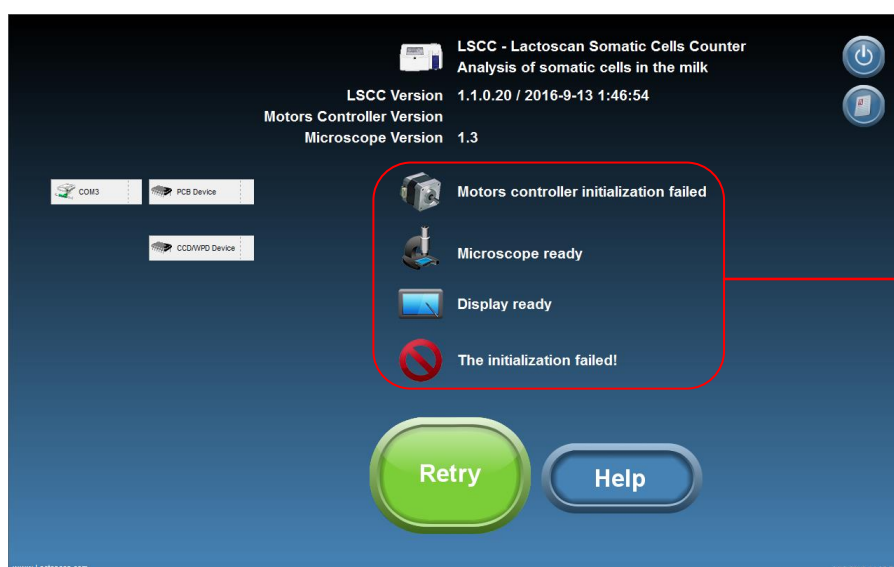 LSCC - Lactoscan Somatic Cells Counter
Analysis of somatic cells in the milk
LSCC Version 1.1.0.20 / 2016-9-13 1:46:54
Motors Controller Version
Microscope Version 1.3
COM3 PCB Device
Motors controller initialization failed
CCD/WPD Device
Microscope ready
Display ready
The initialization failed!
Retry Help